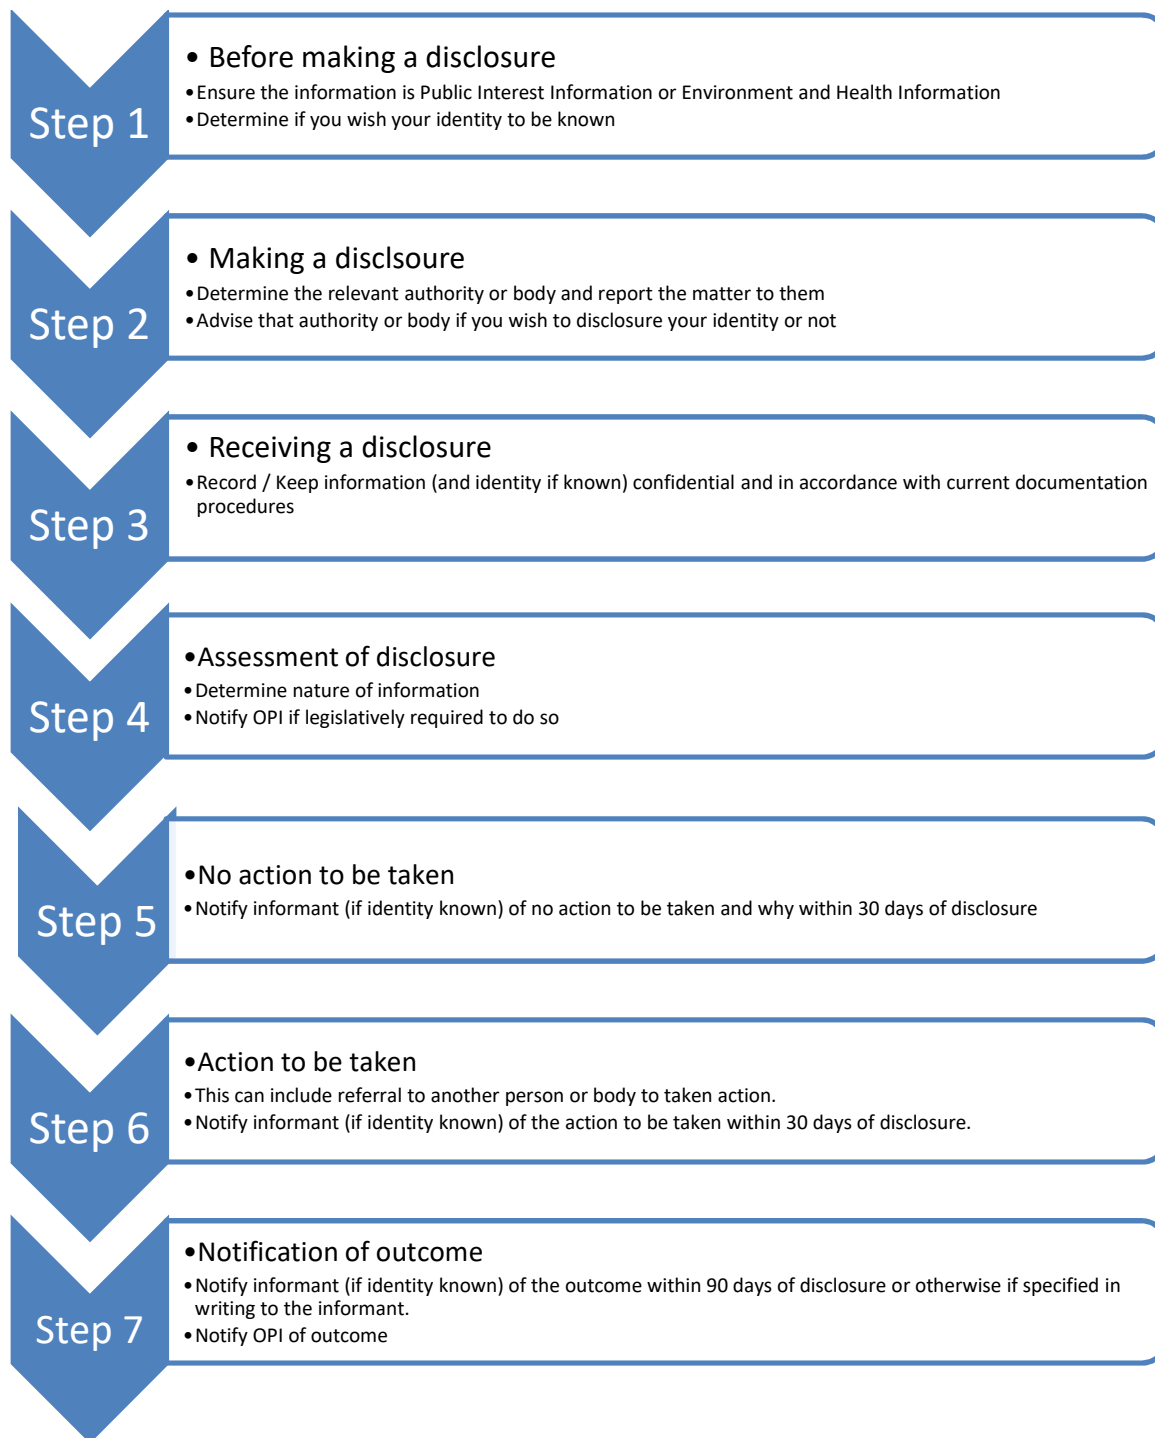 Step 1
• Before making a disclosure
• Ensure the information is Public Interest Information or Environment and Health Information
• Determine if you wish your identity to be known
Step 2
• Making a disclsoure
• Determine the relevant authority or body and report the matter to them
• Advise that authority or body if you wish to disclosure your identity or not
Step 3
• Receiving a disclosure
• Record / Keep information (and identity if known) confidential and in accordance with current documentation
procedures
Step 4
• Assessment of disclosure
• Determine nature of information
• Notify OPI if legislatively required to do so
Step 5
• No action to be taken
• Notify informant (if identity known) of no action to be taken and why within 30 days of disclosure
Step 6
• Action to be taken
• This can include referral to another person or body to taken action.
• Notify informant (if identity known) of the action to be taken within 30 days of disclosure.
Step 7
• Notification of outcome
• Notify informant (if identity known) of the outcome within 90 days of disclosure or otherwise if specified in
writing to the informant.
• Notify OPI of outcome